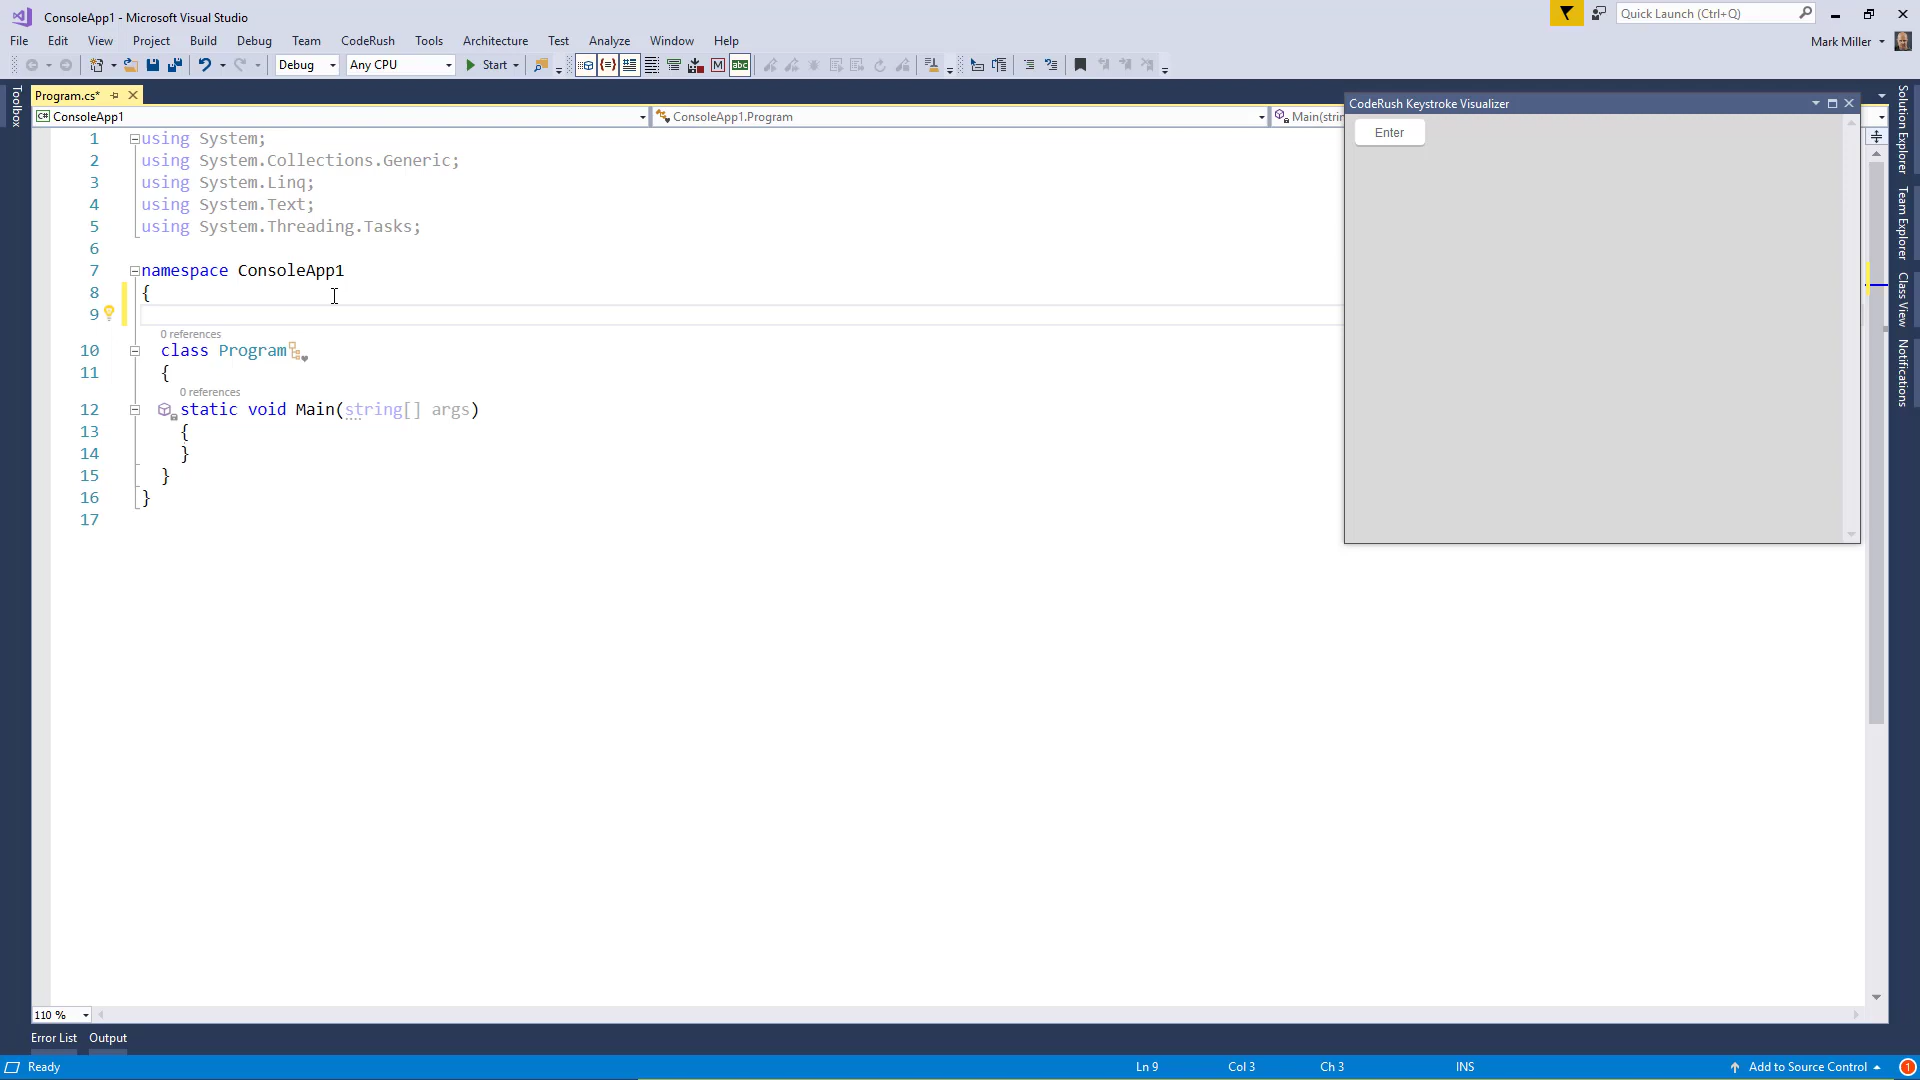 ConsoleApp1 - Microsoft Visual Studio
Quick Launch (Ctrl+Q)
File Edit View Project Build Debug Team CodeRush Tools Architecture Test Analyze Window Help
Mark Miller
Debug Any CPU Start
Toolbox
Program.cs*
C# ConsoleApp1 ConsoleApp1.Program Main(strin
CodeRush Keystroke Visualizer
Enter
Solution Explorer
Team Explorer
Class View
Notifications
1 using System;
2 using System.Collections.Generic;
3 using System.Linq;
4 using System.Text;
5 using System.Threading.Tasks;
6
7 namespace ConsoleApp1
8 {
9
0 references
10 class Program
11 {
0 references
12 static void Main(string[] args)
13 {
14 }
15 }
16 }
17
110 %
Error List Output
Ready Ln 9 Col 3 Ch 3 INS Add to Source Control 1